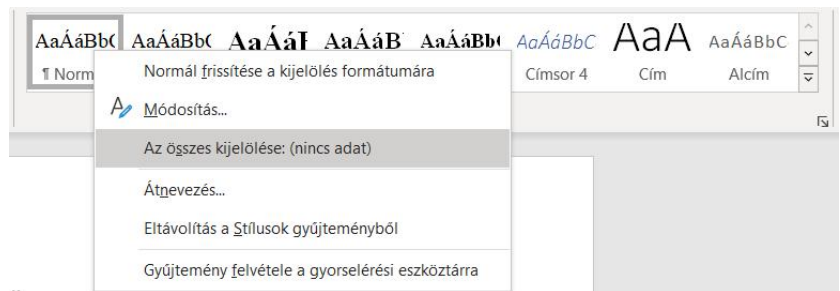 AaÁáBb( AaÁáBb( AaÁáI AaÁáB AaÁáBb( AaÁáBbC AaA AaÁáBbC
¶ Norm Címsor 4 Cím Alcím
Normál frissítése a kijelölés formátumára
Módosítás...
Az összes kijelölése: (nincs adat)
Átnevezés...
Eltávolítás a Stílusok gyűjteményből
Gyűjtemény felvétele a gyorselérési eszköztárra